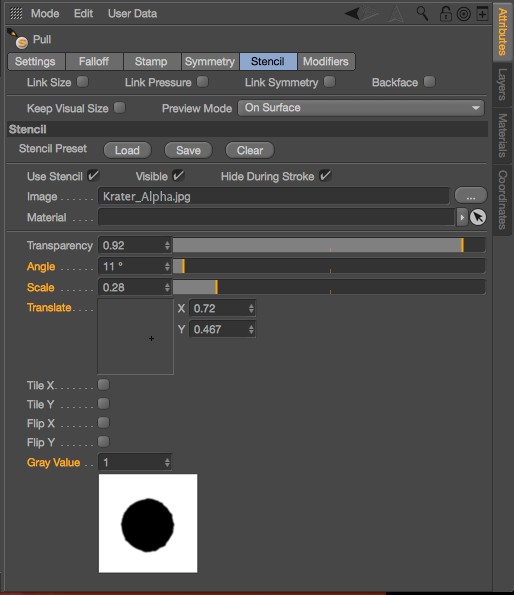 Mode Edit User Data
Pull
Settings Falloff Stamp Symmetry Stencil Modifiers
Link Size Link Pressure Link Symmetry Backface
Keep Visual Size Preview Mode On Surface
Stencil
Stencil Preset Load Save Clear
Use Stencil Visible Hide During Stroke
Image Krater_Alpha.jpg ...
Material
Transparency 0.92
Angle 11 °
Scale 0.28
Translate X 0.72
Y 0.467
Tile X
Tile Y
Flip X
Flip Y
Gray Value 1
Attributes
Layers
Materials
Coordinates